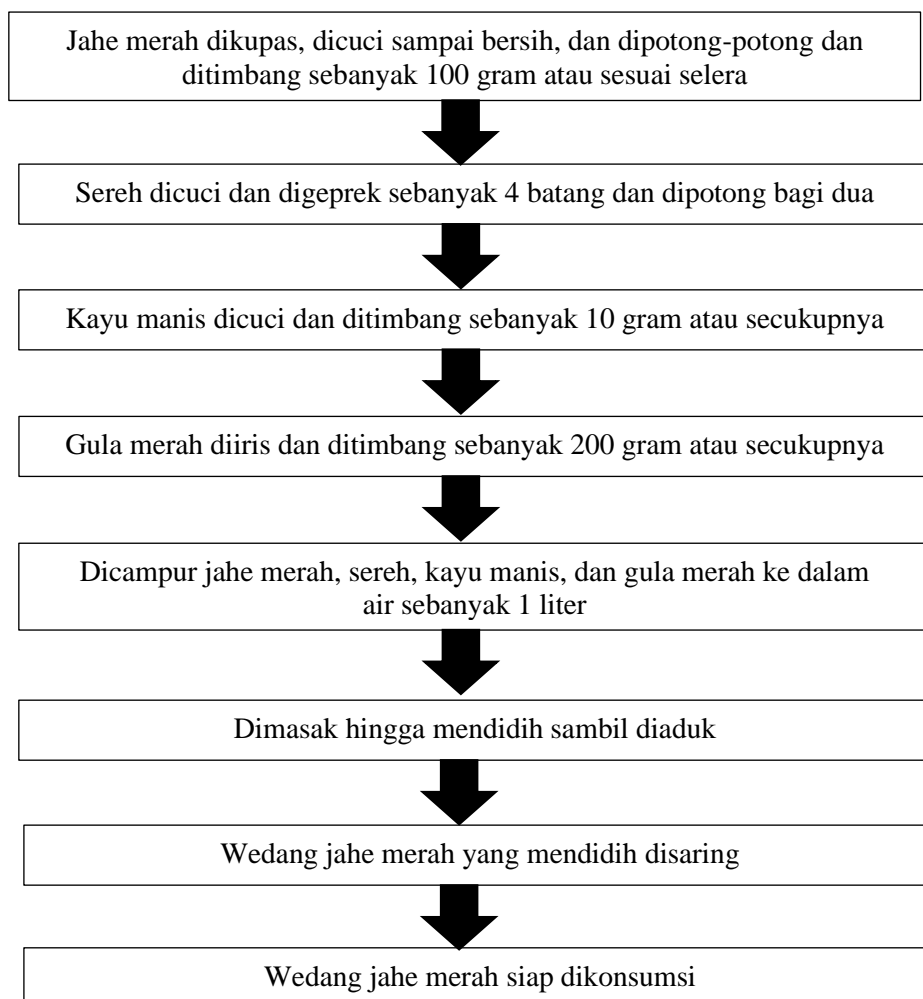 Jahe merah dikupas, dicuci sampai bersih, dan dipotong-potong dan
ditimbang sebanyak 100 gram atau sesuai selera
Sereh dicuci dan digeprek sebanyak 4 batang dan dipotong bagi dua
Kayu manis dicuci dan ditimbang sebanyak 10 gram atau secukupnya
Gula merah diiris dan ditimbang sebanyak 200 gram atau secukupnya
Dicampur jahe merah, sereh, kayu manis, dan gula merah ke dalam
air sebanyak 1 liter
Dimasak hingga mendidih sambil diaduk
Wedang jahe merah yang mendidih disaring
Wedang jahe merah siap dikonsumsi